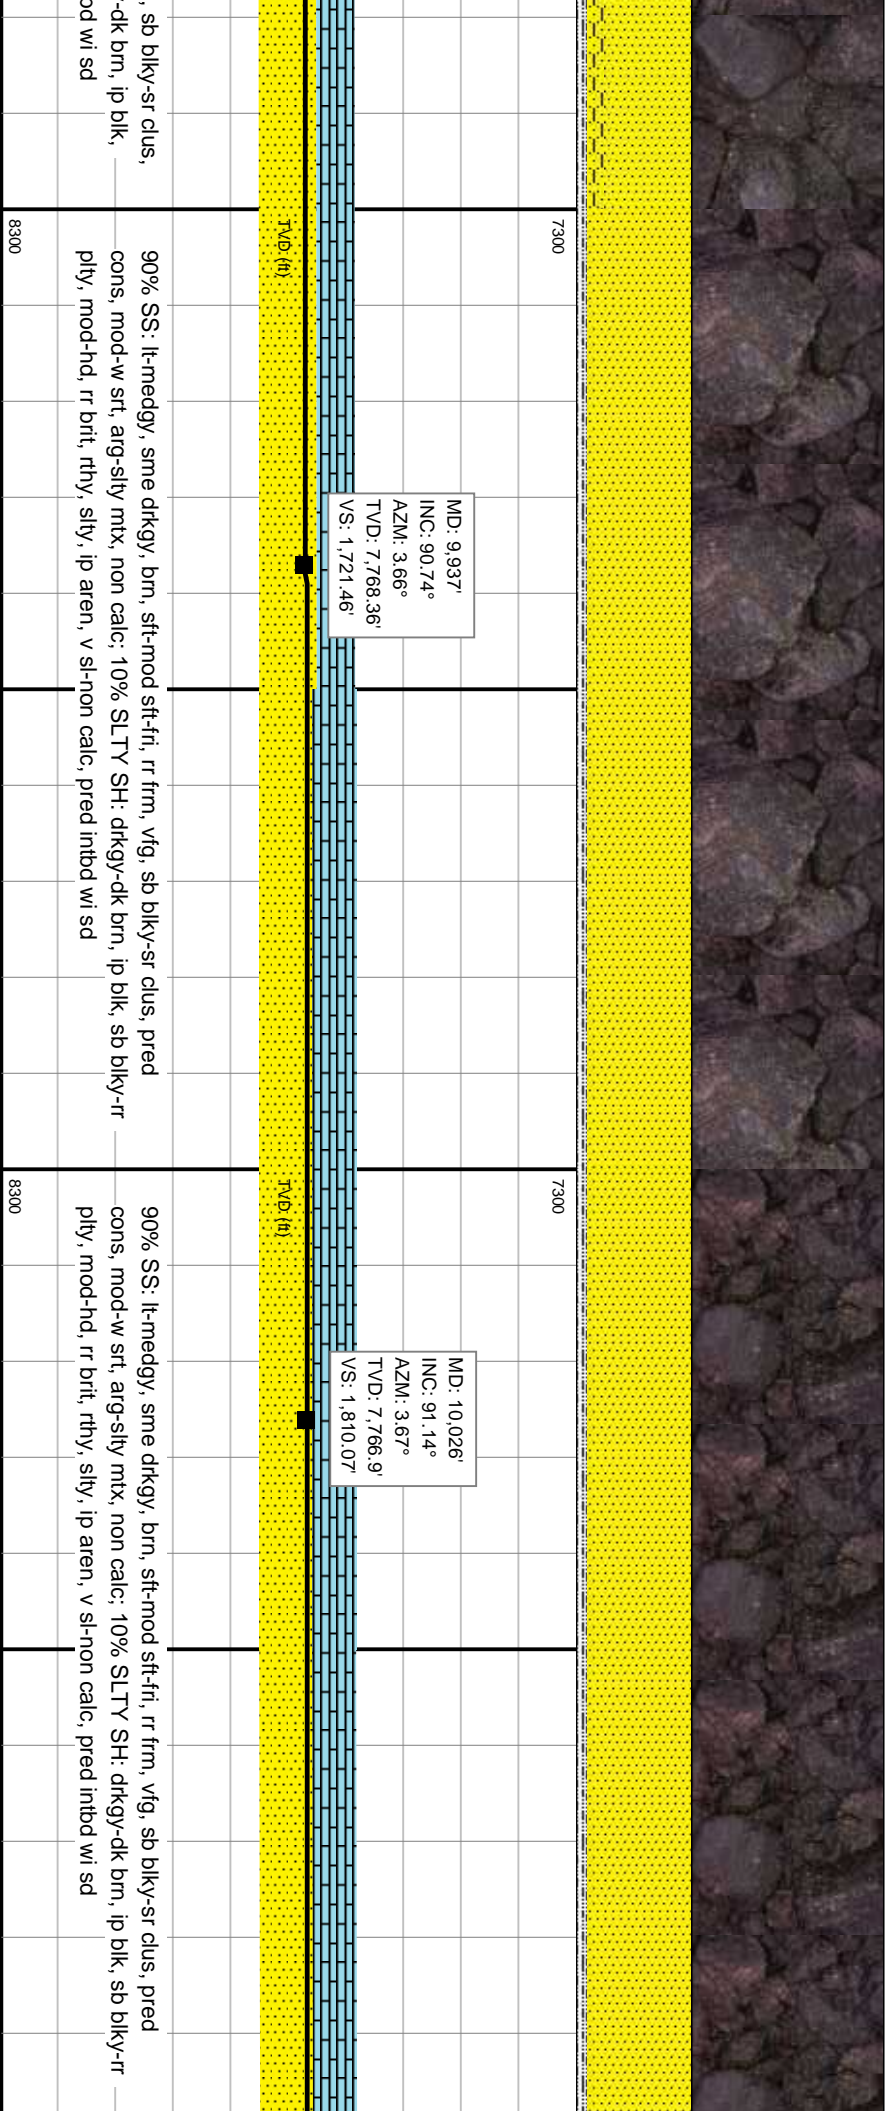 , sb blky-sr clus,
-dk brn, ip blk,
od wi sd
7300
TVD (ft)
8300
90% SS: lt-medgy, sme drkgy, brn, sft-mod sft-fri, rr frm, vfg, sb blky-sr clus, pred
cons, mod-w srt, arg-slty mtx, non calc; 10% SLTY SH: drkgy-dk brn, ip blk, sb blky-rr
plty, mod-hd, rr brit, rthy, slty, ip aren, v sl-non calc, pred intbd wi sd
MD: 9,937'
INC: 90.74°
AZM: 3.66°
TVD: 7,768.36'
VS: 1,721.46'
7300
TVD (ft)
8300
90% SS: lt-medgy, sme drkgy, brn, sft-mod sft-fri, rr frm, vfg, sb blky-sr clus, pred
cons, mod-w srt, arg-slty mtx, non calc; 10% SLTY SH: drkgy-dk brn, ip blk, sb blky-rr
plty, mod-hd, rr brit, rthy, slty, ip aren, v sl-non calc, pred intbd wi sd
MD: 10,026'
INC: 91.14°
AZM: 3.67°
TVD: 7,766.9'
VS: 1,810.07'